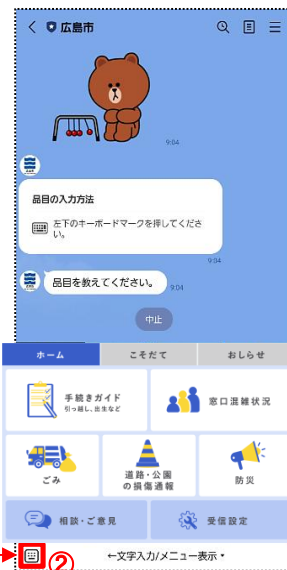 広島市
9:04
品目の入力方法
左下のキーボードマークを押してくださ
い。
9:04
品目を教えてください。
9:04
中止
ホーム
こそだて
おしらせ
手続きガイド
引っ越し、出生など
窓口混雑状況
ごみ
道路・公園
の損傷通報
防災
相談・ご意見
受信設定
②
←文字入力/メニュー表示▼